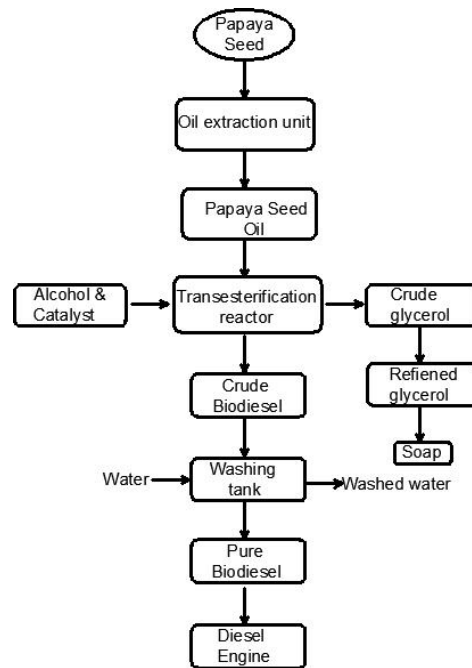 Papaya
Seed
Oil extraction unit
Papaya Seed
Oil
Alcohol &
Catalyst
Transesterification
reactor
Crude
glycerol
Crude
Biodiesel
Refiened
glycerol
Soap
Water
Washing
tank
Washed water
Pure
Biodiesel
Diesel
Engine